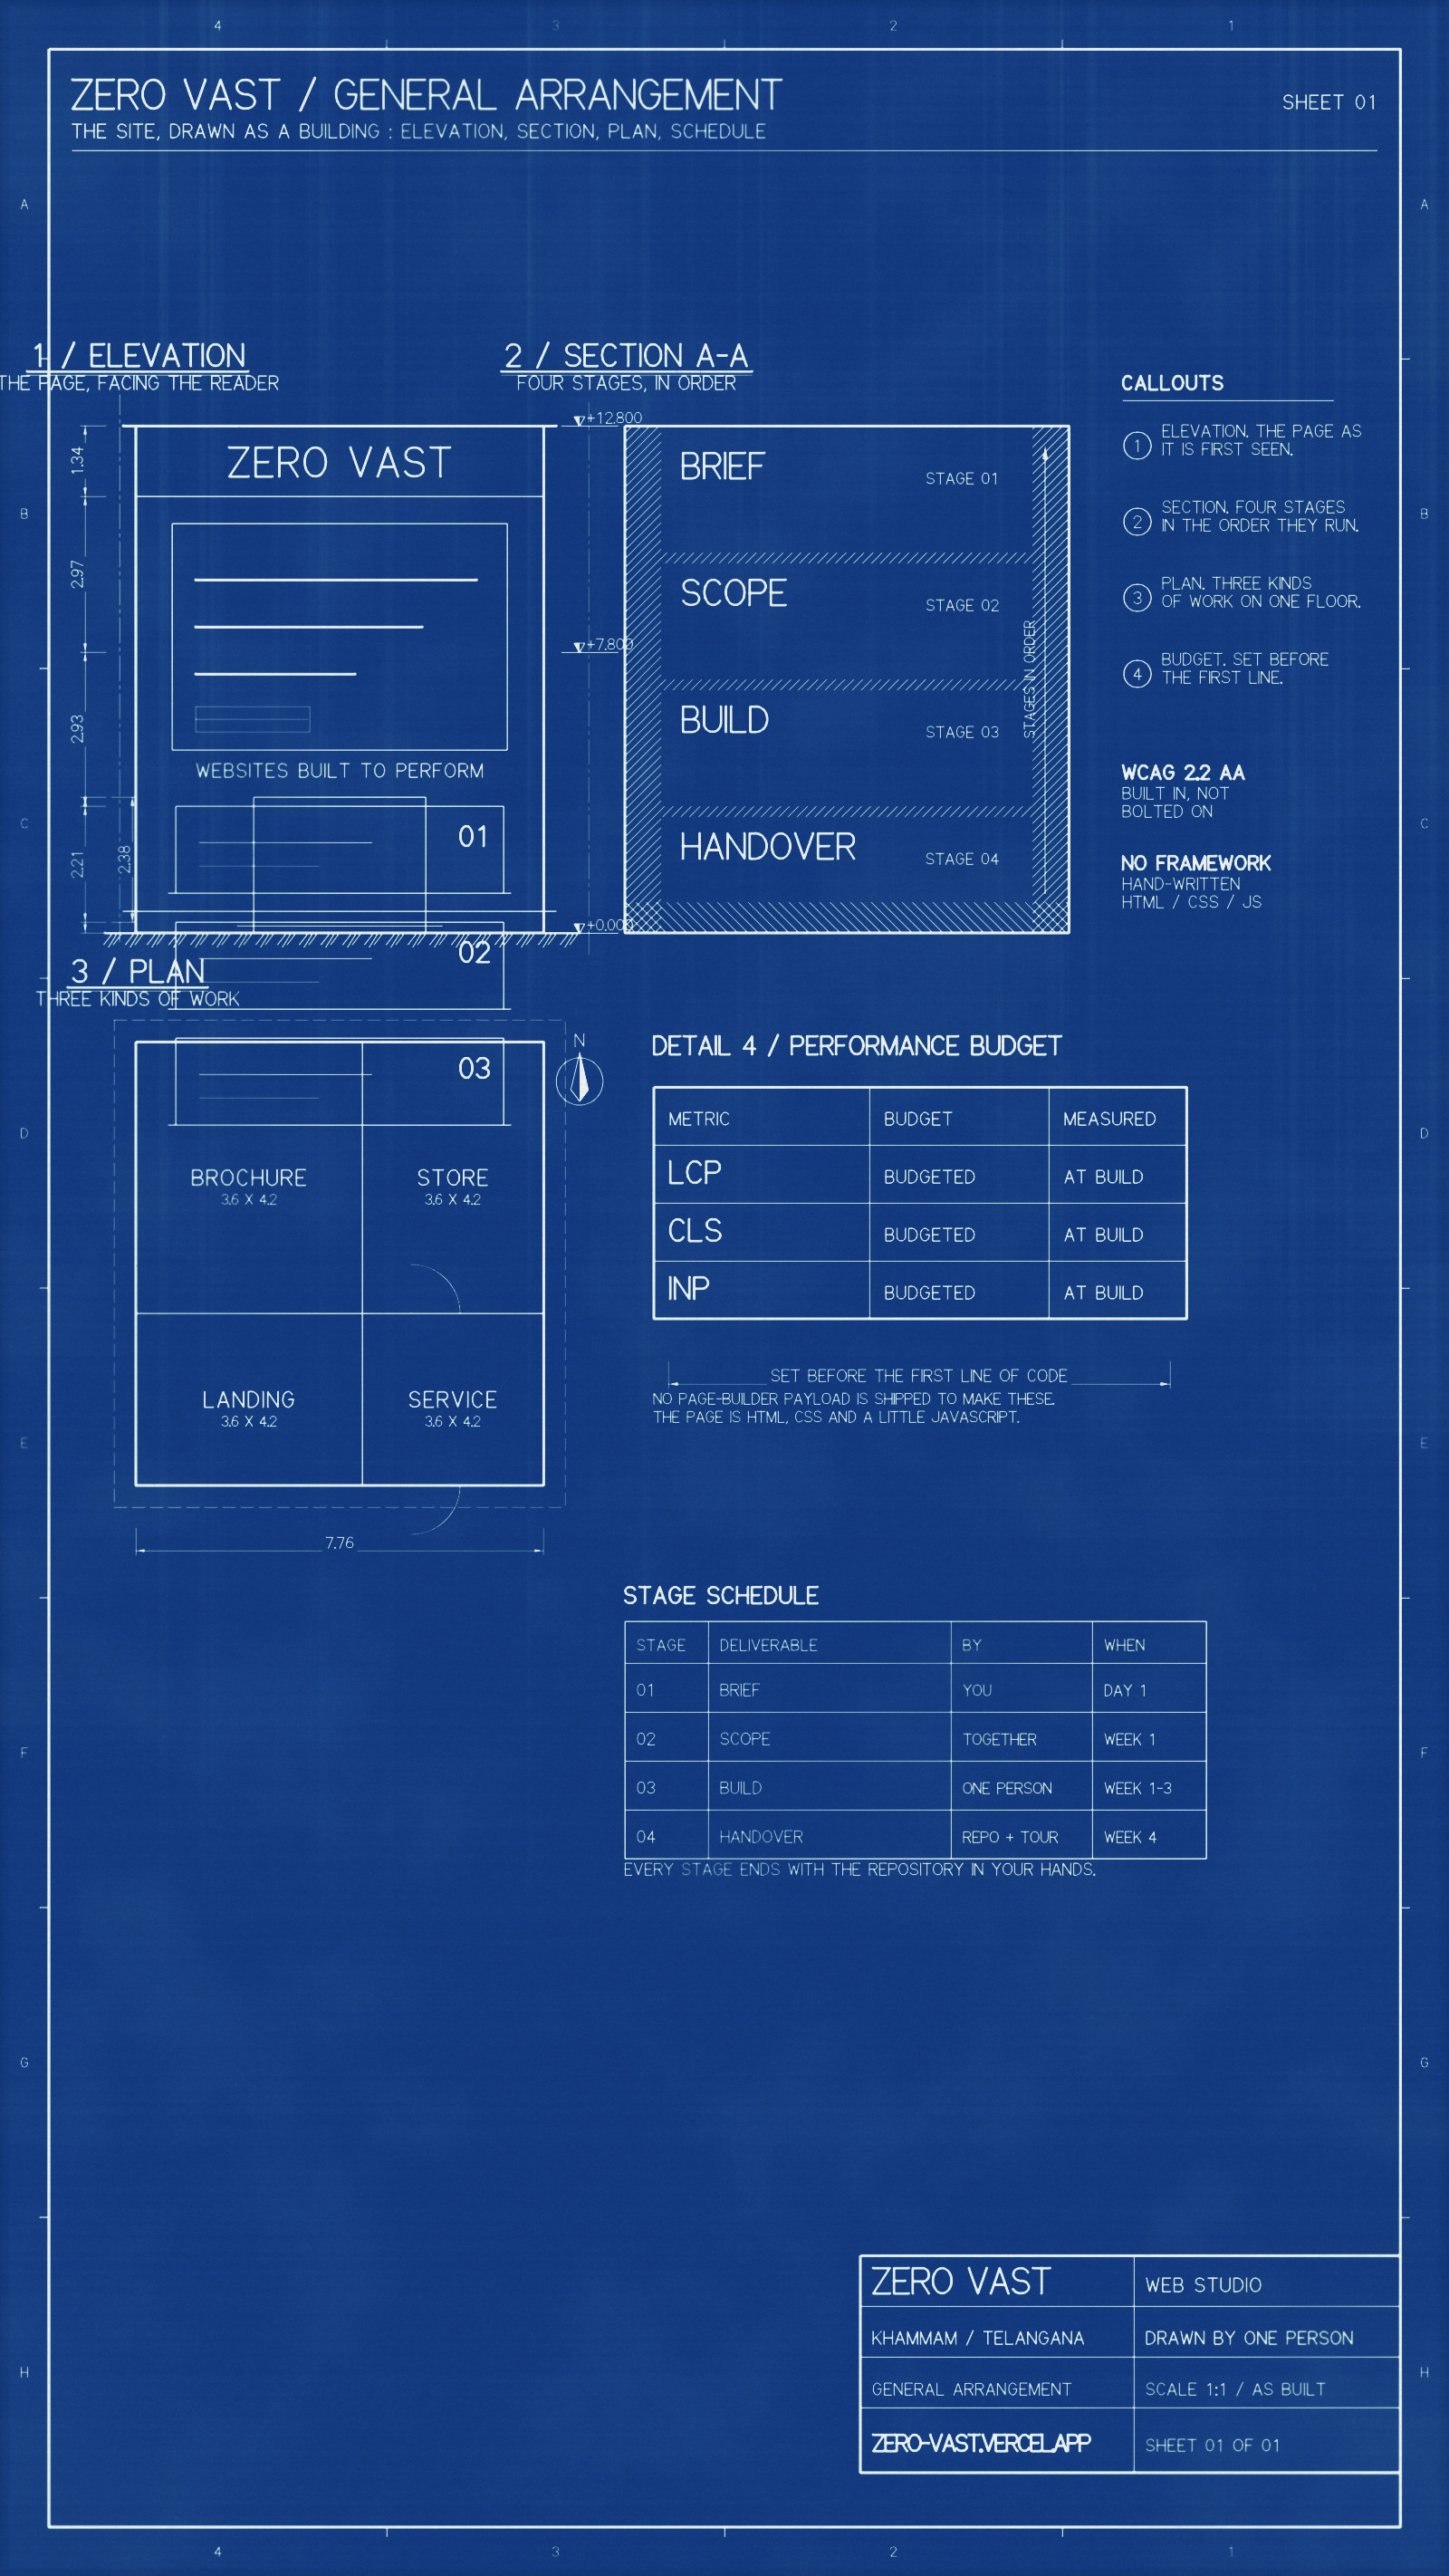 4 3 2 1
ZERO VAST / GENERAL ARRANGEMENT
SHEET 01
THE SITE, DRAWN AS A BUILDING : ELEVATION, SECTION, PLAN, SCHEDULE
A A
1 / ELEVATION
THE PAGE, FACING THE READER
2 / SECTION A-A
FOUR STAGES, IN ORDER
B B
ZERO VAST
WEBSITES BUILT TO PERFORM
01
02
03
1.34
2.97
2.93
2.21
2.38
+12.800
+7.800
+0.000
BRIEF
STAGE 01
SCOPE
STAGE 02
BUILD
STAGE 03
HANDOVER
STAGE 04
STAGES IN ORDER
CALLOUTS
1 ELEVATION. THE PAGE AS
IT IS FIRST SEEN.
2 SECTION. FOUR STAGES
IN THE ORDER THEY RUN.
3 PLAN. THREE KINDS
OF WORK ON ONE FLOOR.
4 BUDGET. SET BEFORE
THE FIRST LINE.
WCAG 2.2 AA
BUILT IN, NOT
BOLTED ON
NO FRAMEWORK
HAND-WRITTEN
HTML / CSS / JS
C C
3 / PLAN
THREE KINDS OF WORK
N
BROCHURE
3.6 X 4.2
STORE
3.6 X 4.2
LANDING
3.6 X 4.2
SERVICE
3.6 X 4.2
7.76
D D
DETAIL 4 / PERFORMANCE BUDGET
METRIC BUDGET MEASURED
LCP BUDGETED AT BUILD
CLS BUDGETED AT BUILD
INP BUDGETED AT BUILD
SET BEFORE THE FIRST LINE OF CODE
NO PAGE-BUILDER PAYLOAD IS SHIPPED TO MAKE THESE.
THE PAGE IS HTML, CSS AND A LITTLE JAVASCRIPT.
E E
STAGE SCHEDULE
STAGE DELIVERABLE BY WHEN
01 BRIEF YOU DAY 1
02 SCOPE TOGETHER WEEK 1
03 BUILD ONE PERSON WEEK 1-3
04 HANDOVER REPO + TOUR WEEK 4
EVERY STAGE ENDS WITH THE REPOSITORY IN YOUR HANDS.
F F
G G
ZERO VAST WEB STUDIO
KHAMMAM / TELANGANA DRAWN BY ONE PERSON
GENERAL ARRANGEMENT SCALE 1:1 / AS BUILT
ZERO-VAST.VERCEL.APP SHEET 01 OF 01
H H
4 3 2 1